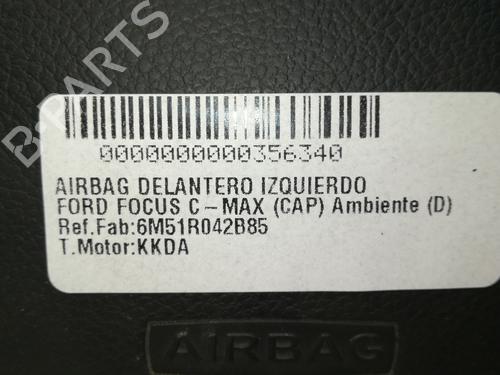 B-PARTS
0000000000356340
AIRBAG DELANTERO IZQUIERDO
FORD FOCUS C-MAX (CAP) Ambiente (D)
Ref.Fab:6M51R042B85
T.Motor:KKDA
AIRBAG